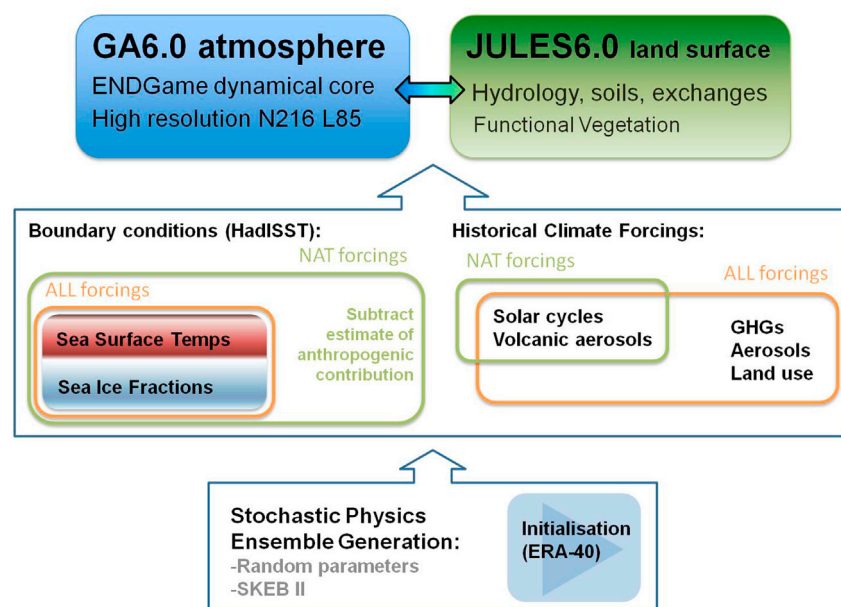 GA6.0 atmosphere
ENDGame dynamical core
High resolution N216 L85
JULES6.0 land surface
Hydrology, soils, exchanges
Functional Vegetation
Boundary conditions (HadISST):
NAT forcings
ALL forcings
Sea Surface Temps
Sea Ice Fractions
Subtract
estimate of
anthropogenic
contribution
Historical Climate Forcings:
NAT forcings
ALL forcings
Solar cycles
Volcanic aerosols
GHGs
Aerosols
Land use
Stochastic Physics
Ensemble Generation:
-Random parameters
-SKEB II
Initialisation
(ERA-40)